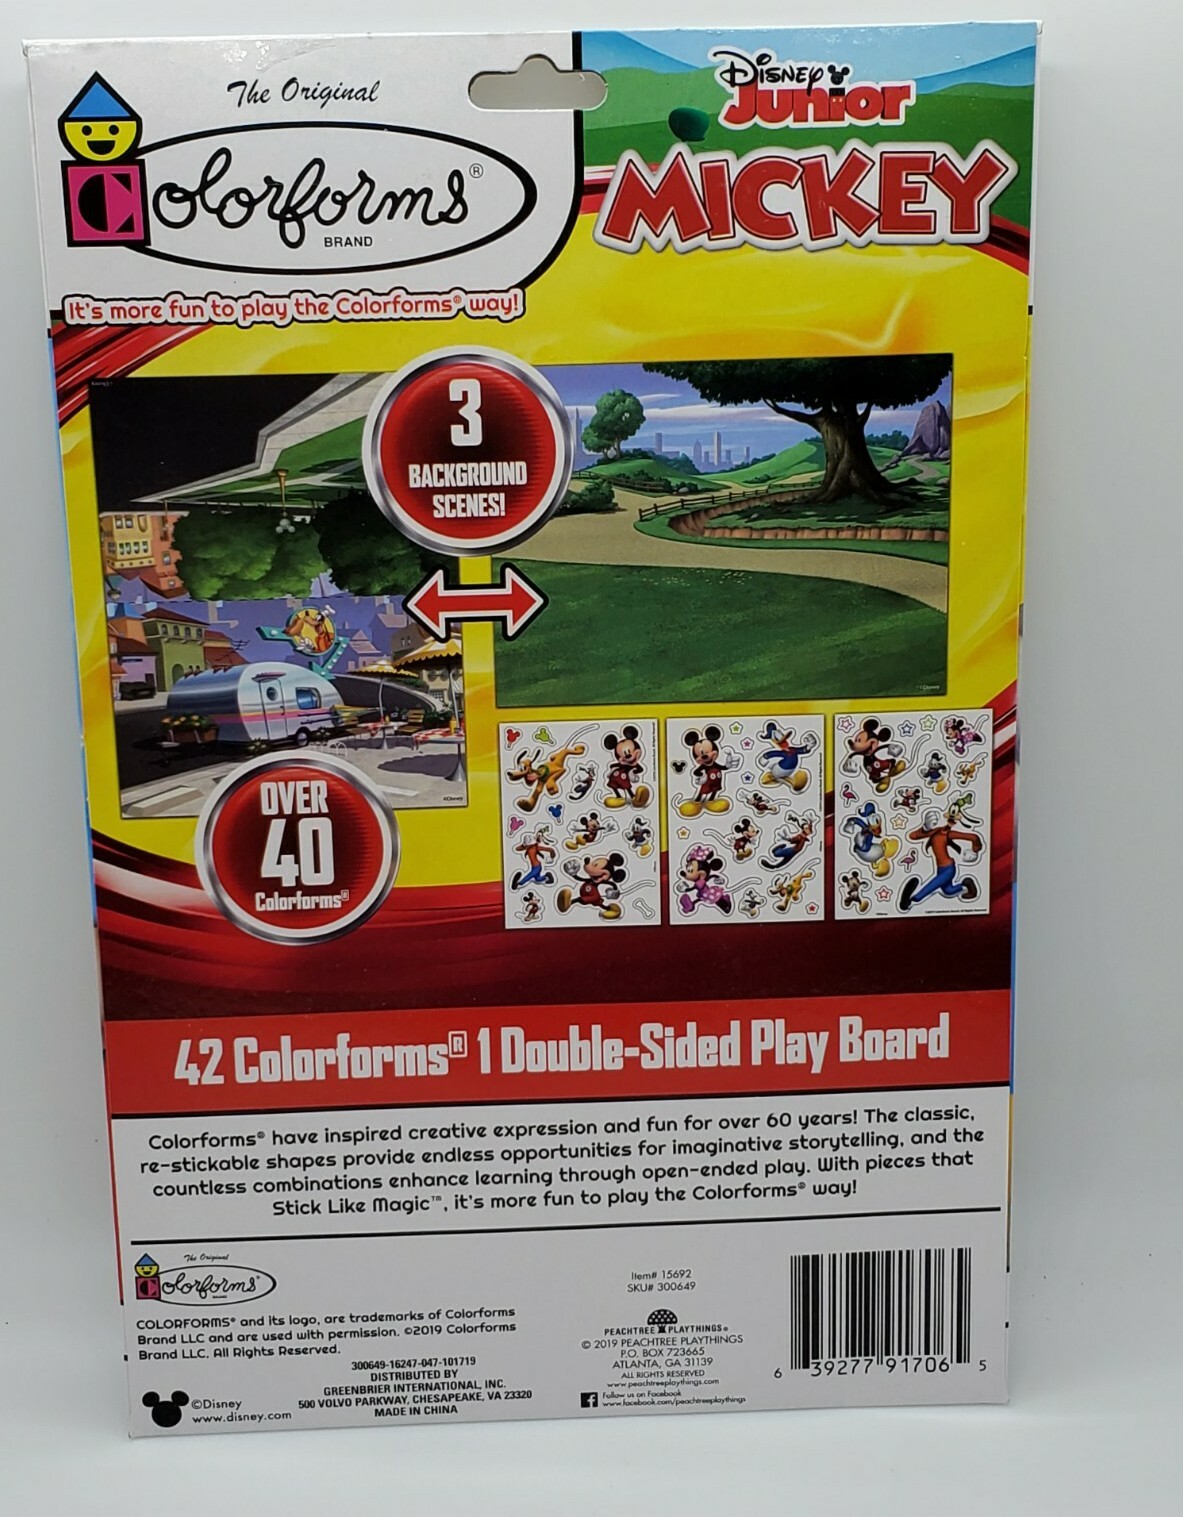 The Original
Colorforms®
BRAND
It's more fun to play the Colorforms® way!
Disney
Junior
MICKEY
3
BACKGROUND
SCENES!
©Disney
©Disney
OVER
40
Colorforms®
42 Colorforms® 1 Double-Sided Play Board
Colorforms® have inspired creative expression and fun for over 60 years! The classic,
re-stickable shapes provide endless opportunities for imaginative storytelling, and the
countless combinations enhance learning through open-ended play. With pieces that
Stick Like Magic™, it's more fun to play the Colorforms® way!
The Original
Colorforms®
COLORFORMS® and its logo, are trademarks of Colorforms
Brand LLC and are used with permission. ©2019 Colorforms
Brand LLC. All Rights Reserved.
300649-16247-047-101719
DISTRIBUTED BY
GREENBRIER INTERNATIONAL, INC.
500 VOLVO PARKWAY, CHESAPEAKE, VA 23320
MADE IN CHINA
©Disney
www.disney.com
Item# 15692
SKU# 300649
PEACHTREE PLAYTHINGS®
© 2019 PEACHTREE PLAYTHINGS
P.O. BOX 723665
ATLANTA, GA 31139
ALL RIGHTS RESERVED
www.peachtreeplaythings.com
Follow us on Facebook
www.facebook.com/peachtreeplaythings
6 39277 91706 5